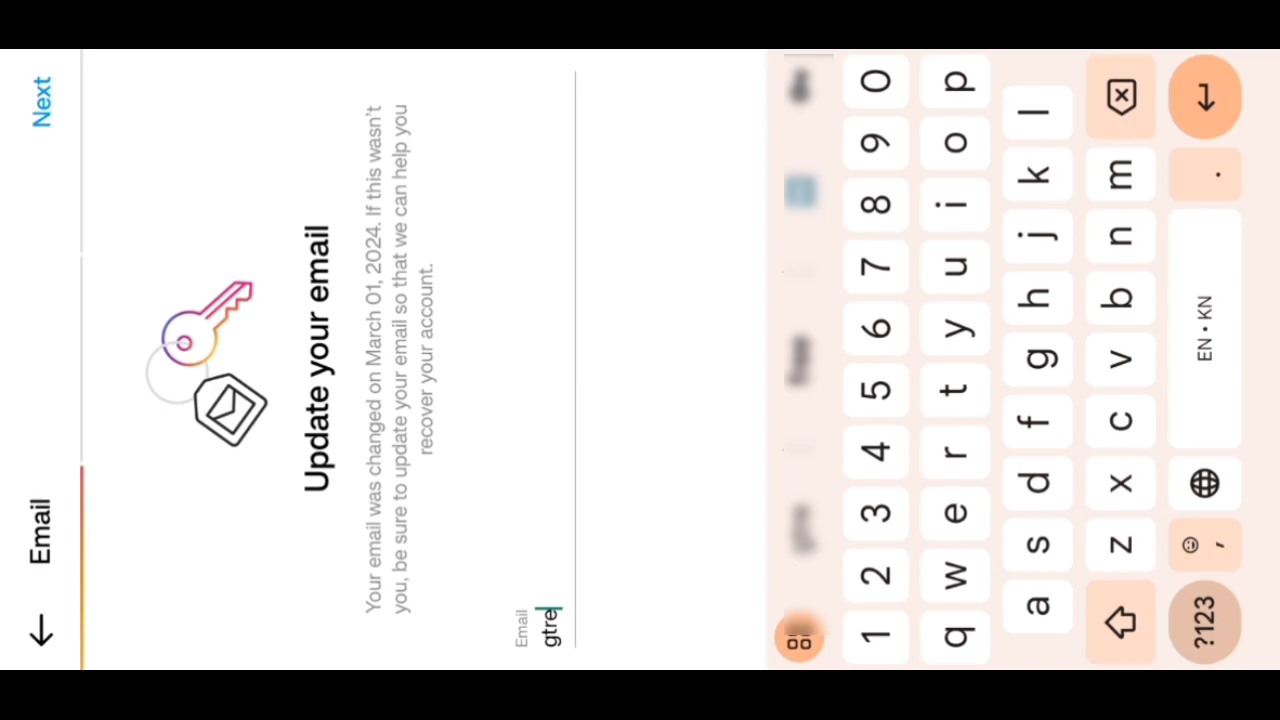 Email
Next
Update your email
Your email was changed on March 01, 2024. If this wasn't
you, be sure to update your email so that we can help you
recover your account.
Email
gtre
1 2 3 4 5 6 7 8 9 0
q w e r t y u i o p
a s d f g h j k l
z x c v b n m
?123 , EN • KN .